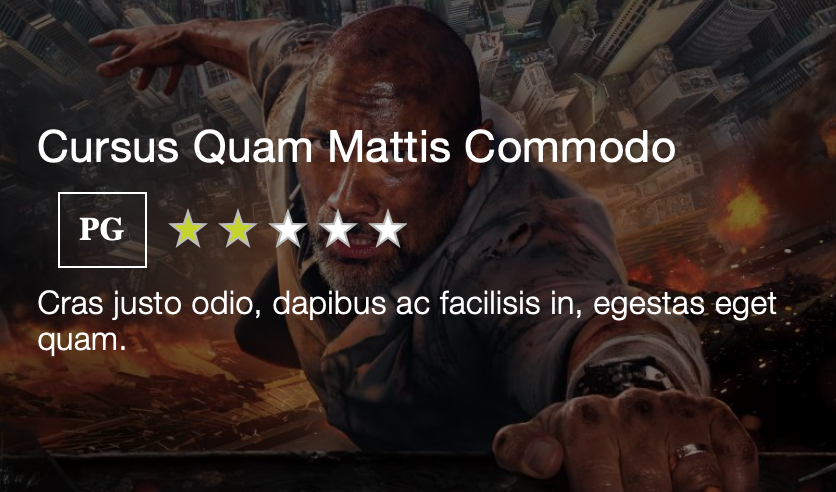 Cursus Quam Mattis Commodo
PG
Cras justo odio, dapibus ac facilisis in, egestas eget
quam.